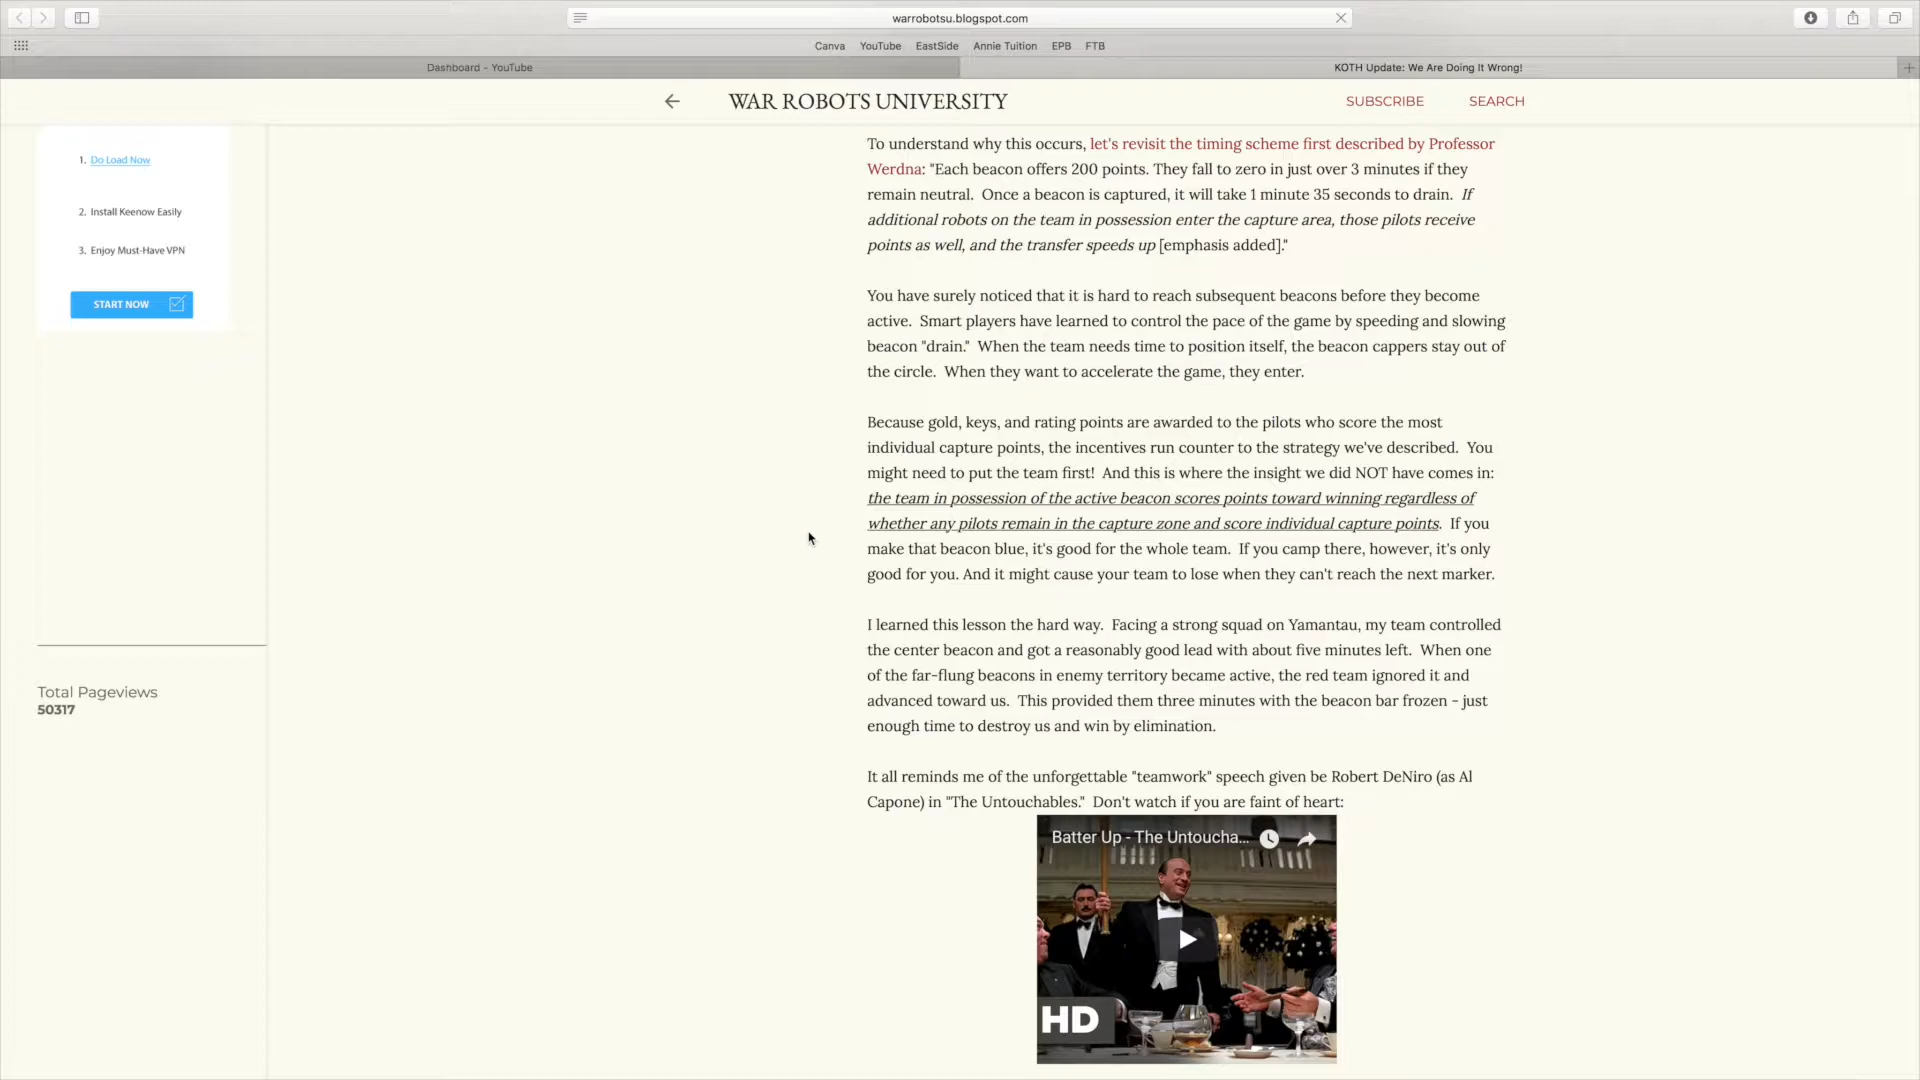 warrobotsu.blogspot.com
Canva YouTube EastSide Annie Tuition EPB FTB
Dashboard - YouTube
KOTH Update: We Are Doing It Wrong!
WAR ROBOTS UNIVERSITY
SUBSCRIBE
SEARCH
1. Do Load Now
2. Install Keenow Easily
3. Enjoy Must-Have VPN
START NOW
Total Pageviews
50317
To understand why this occurs, let's revisit the timing scheme first described by Professor
Werdna: "Each beacon offers 200 points. They fall to zero in just over 3 minutes if they
remain neutral. Once a beacon is captured, it will take 1 minute 35 seconds to drain. If
additional robots on the team in possession enter the capture area, those pilots receive
points as well, and the transfer speeds up [emphasis added]."
You have surely noticed that it is hard to reach subsequent beacons before they become
active. Smart players have learned to control the pace of the game by speeding and slowing
beacon "drain." When the team needs time to position itself, the beacon cappers stay out of
the circle. When they want to accelerate the game, they enter.
Because gold, keys, and rating points are awarded to the pilots who score the most
individual capture points, the incentives run counter to the strategy we've described. You
might need to put the team first! And this is where the insight we did NOT have comes in:
the team in possession of the active beacon scores points toward winning regardless of
whether any pilots remain in the capture zone and score individual capture points. If you
make that beacon blue, it's good for the whole team. If you camp there, however, it's only
good for you. And it might cause your team to lose when they can't reach the next marker.
I learned this lesson the hard way. Facing a strong squad on Yamantau, my team controlled
the center beacon and got a reasonably good lead with about five minutes left. When one
of the far-flung beacons in enemy territory became active, the red team ignored it and
advanced toward us. This provided them three minutes with the beacon bar frozen - just
enough time to destroy us and win by elimination.
It all reminds me of the unforgettable "teamwork" speech given be Robert DeNiro (as Al
Capone) in "The Untouchables." Don't watch if you are faint of heart:
Batter Up - The Untoucha...
HD